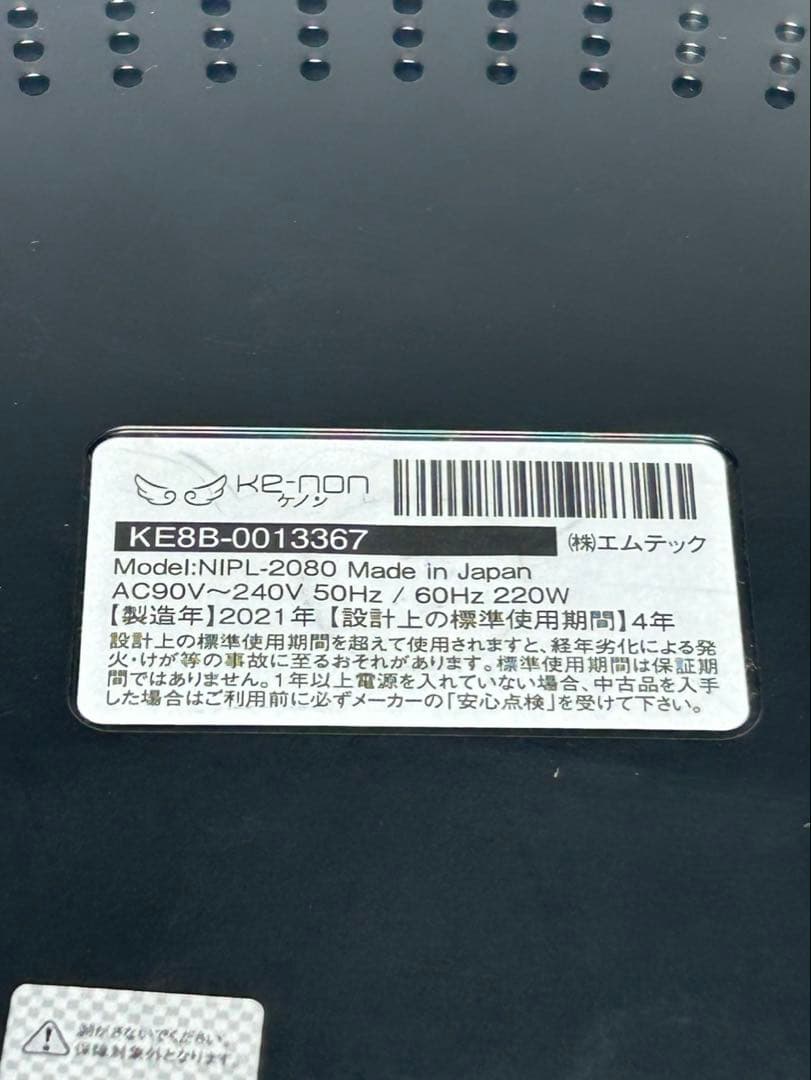 Ke-non
ケノン
KE8B-0013367
(株)エムテック
Model:NIPL-2080 Made in Japan
AC90V～240V 50Hz / 60Hz 220W
【製造年】2021年【設計上の標準使用期間】4年
設計上の標準使用期間を超えて使用されますと、経年劣化による発
火・けが等の事故に至るおそれがあります。標準使用期間は保証期
間ではありません。1年以上電源を入れていない場合、中古品を入手
した場合はご利用前に必ずメーカーの「安心点検」を受けて下さい。
剥がさないでください。
保証対象外となります